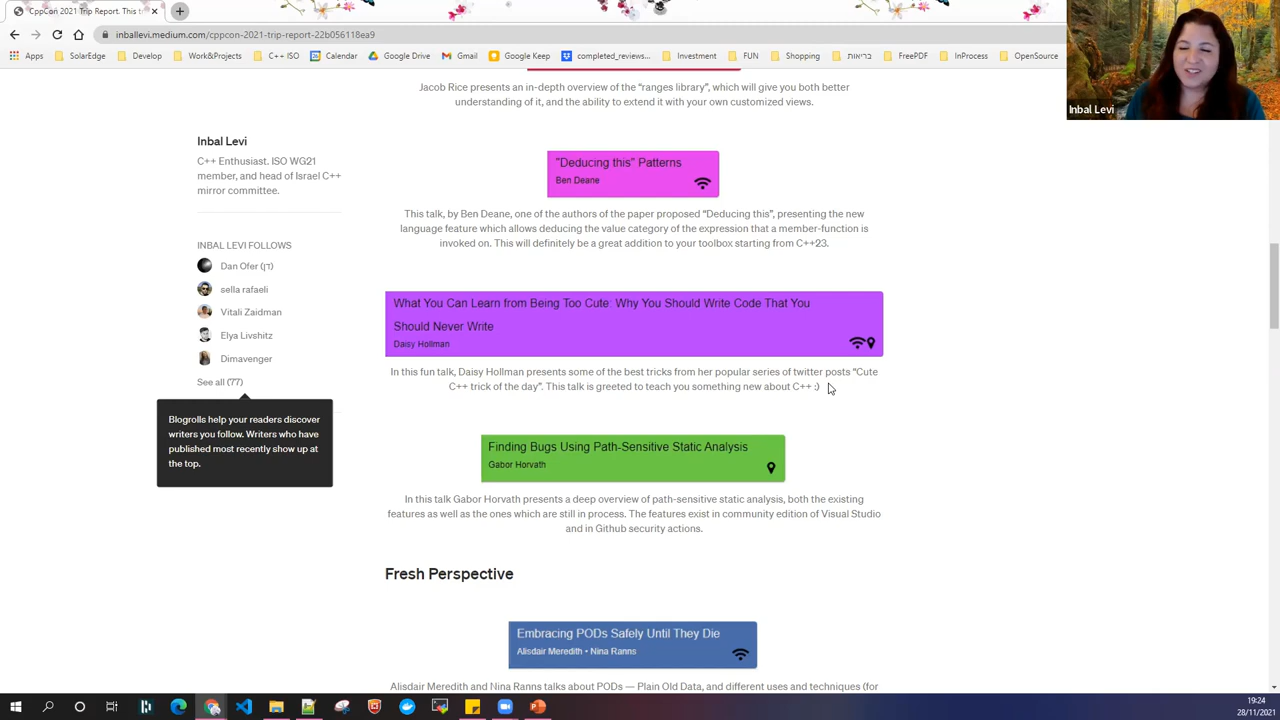 CppCon 2021 Trip Report. This t
inballevi.medium.com/cppcon-2021-trip-report-22b056118ea9
Apps
SolarEdge
Develop
Work&Projects
C++ ISO
Calendar
Google Drive
Gmail
Google Keep
completed_reviews...
Investment
FUN
Shopping
בריאות
FreePDF
InProcess
OpenSource
Inbal Levi
Jacob Rice presents an in-depth overview of the “ranges library”, which will give you both better
understanding of it, and the ability to extend it with your own customized views.
Inbal Levi
C++ Enthusiast. ISO WG21
member, and head of Israel C++
mirror committee.
INBAL LEVI FOLLOWS
Dan Ofer (דן)
sella rafaeli
Vitali Zaidman
Elya Livshitz
Dimavenger
See all (77)
Blogrolls help your readers discover
writers you follow. Writers who have
published most recently show up at
the top.
"Deducing this" Patterns
Ben Deane
This talk, by Ben Deane, one of the authors of the paper proposed “Deducing this”, presenting the new
language feature which allows deducing the value category of the expression that a member-function is
invoked on. This will definitely be a great addition to your toolbox starting from C++23.
What You Can Learn from Being Too Cute: Why You Should Write Code That You
Should Never Write
Daisy Hollman
In this fun talk, Daisy Hollman presents some of the best tricks from her popular series of twitter posts “Cute
C++ trick of the day”. This talk is greeted to teach you something new about C++ :)
Finding Bugs Using Path-Sensitive Static Analysis
Gabor Horvath
In this talk Gabor Horvath presents a deep overview of path-sensitive static analysis, both the existing
features as well as the ones which are still in process. The features exist in community edition of Visual Studio
and in Github security actions.
Fresh Perspective
Embracing PODs Safely Until They Die
Alisdair Meredith • Nina Ranns
Alisdair Meredith and Nina Ranns talks about PODs — Plain Old Data, and different uses and techniques (for
19:24
28/11/2021